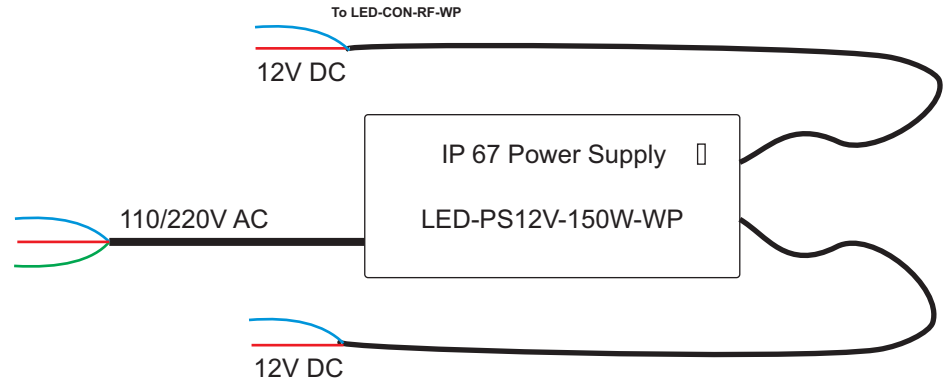 To LED-CON-RF-WP
12V DC
IP 67 Power Supply
110/220V AC
LED-PS12V-150W-WP
12V DC